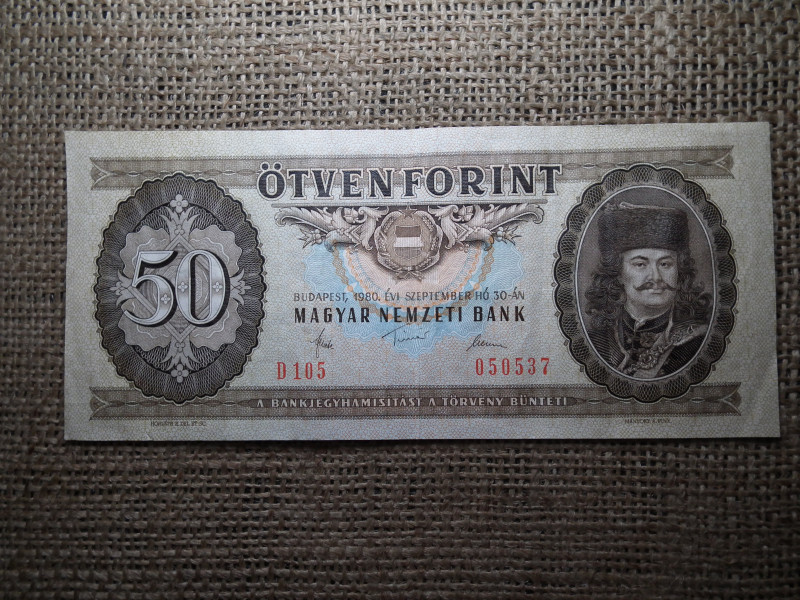 ÖTVEN FORINT
50
BUDAPEST, 1980. ÉVI SZEPTEMBER HÓ 30-ÁN
MAGYAR NEMZETI BANK
D 105 050537
A BANKJEGYHAMISÍTÁST A TÖRVÉNY BÜNTETI